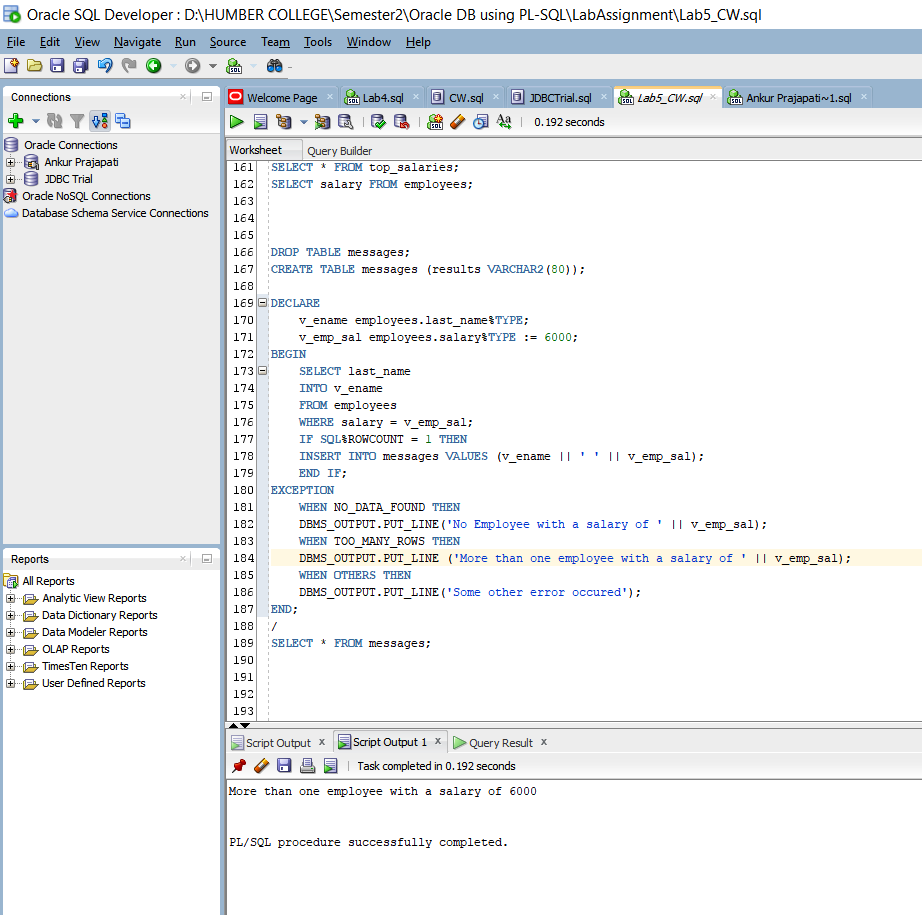 Oracle SQL Developer : D:\HUMBER COLLEGE\Semester2\Oracle DB using PL-SQL\LabAssignment\Lab5_CW.sql
File Edit View Navigate Run Source Team Tools Window Help
Connections
Oracle Connections
Ankur Prajapati
JDBC Trial
Oracle NoSQL Connections
Database Schema Service Connections
Reports
All Reports
Analytic View Reports
Data Dictionary Reports
Data Modeler Reports
OLAP Reports
TimesTen Reports
User Defined Reports
Welcome Page Lab4.sql CW.sql JDBCTrial.sql Lab5_CW.sql Ankur Prajapati~1.sql
0.192 seconds
Worksheet Query Builder
161 SELECT * FROM top_salaries;
162 SELECT salary FROM employees;
163
164
165
166 DROP TABLE messages;
167 CREATE TABLE messages (results VARCHAR2(80));
168
169 DECLARE
170 v_ename employees.last_name%TYPE;
171 v_emp_sal employees.salary%TYPE := 6000;
172 BEGIN
173 SELECT last_name
174 INTO v_ename
175 FROM employees
176 WHERE salary = v_emp_sal;
177 IF SQL%ROWCOUNT = 1 THEN
178 INSERT INTO messages VALUES (v_ename || ' ' || v_emp_sal);
179 END IF;
180 EXCEPTION
181 WHEN NO_DATA_FOUND THEN
182 DBMS_OUTPUT.PUT_LINE('No Employee with a salary of ' || v_emp_sal);
183 WHEN TOO_MANY_ROWS THEN
184 DBMS_OUTPUT.PUT_LINE ('More than one employee with a salary of ' || v_emp_sal);
185 WHEN OTHERS THEN
186 DBMS_OUTPUT.PUT_LINE('Some other error occured');
187 END;
188 /
189 SELECT * FROM messages;
190
191
192
193
Script Output x Script Output 1 x Query Result x
Task completed in 0.192 seconds
More than one employee with a salary of 6000
PL/SQL procedure successfully completed.